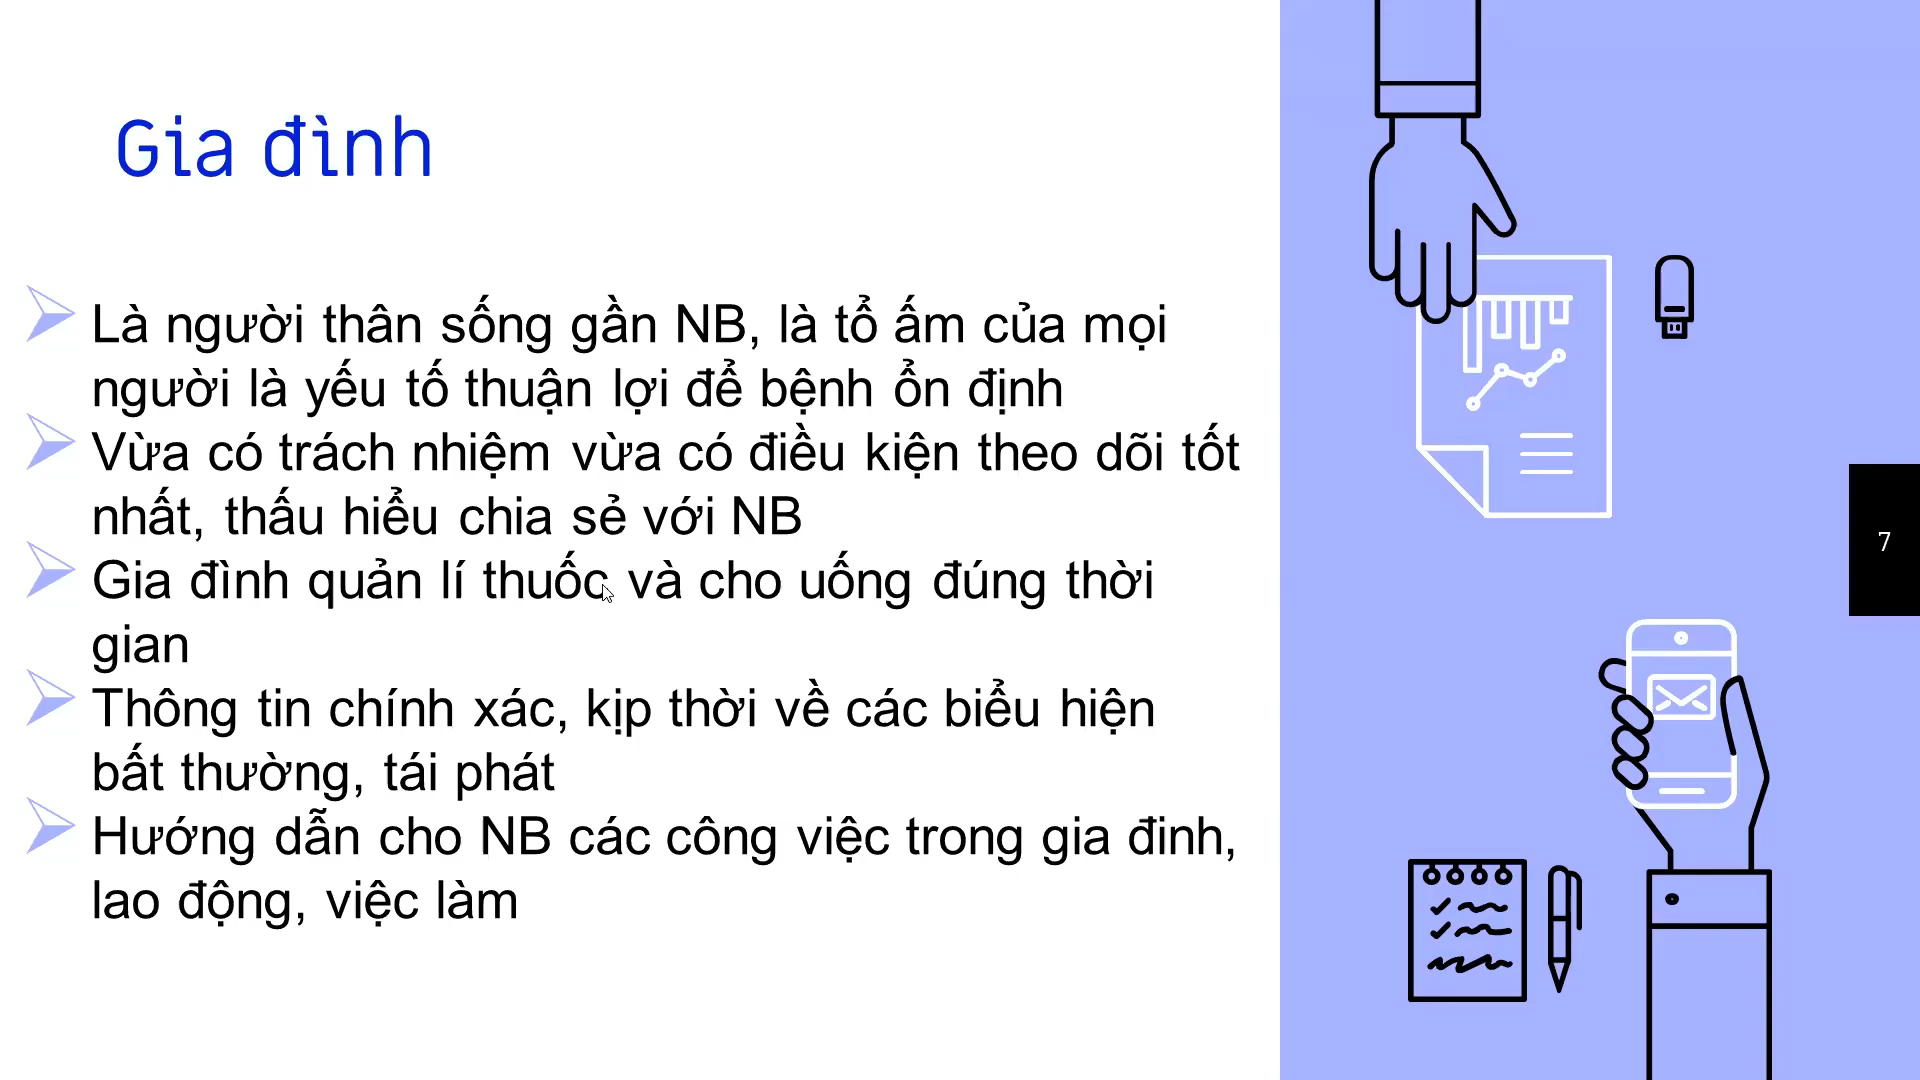 Gia đình
Là người thân sống gần NB, là tổ ấm của mọi
người là yếu tố thuận lợi để bệnh ổn định
Vừa có trách nhiệm vừa có điều kiện theo dõi tốt
nhất, thấu hiểu chia sẻ với NB
Gia đình quản lí thuốc và cho uống đúng thời
gian
Thông tin chính xác, kịp thời về các biểu hiện
bất thường, tái phát
Hướng dẫn cho NB các công việc trong gia đinh,
lao động, việc làm
7